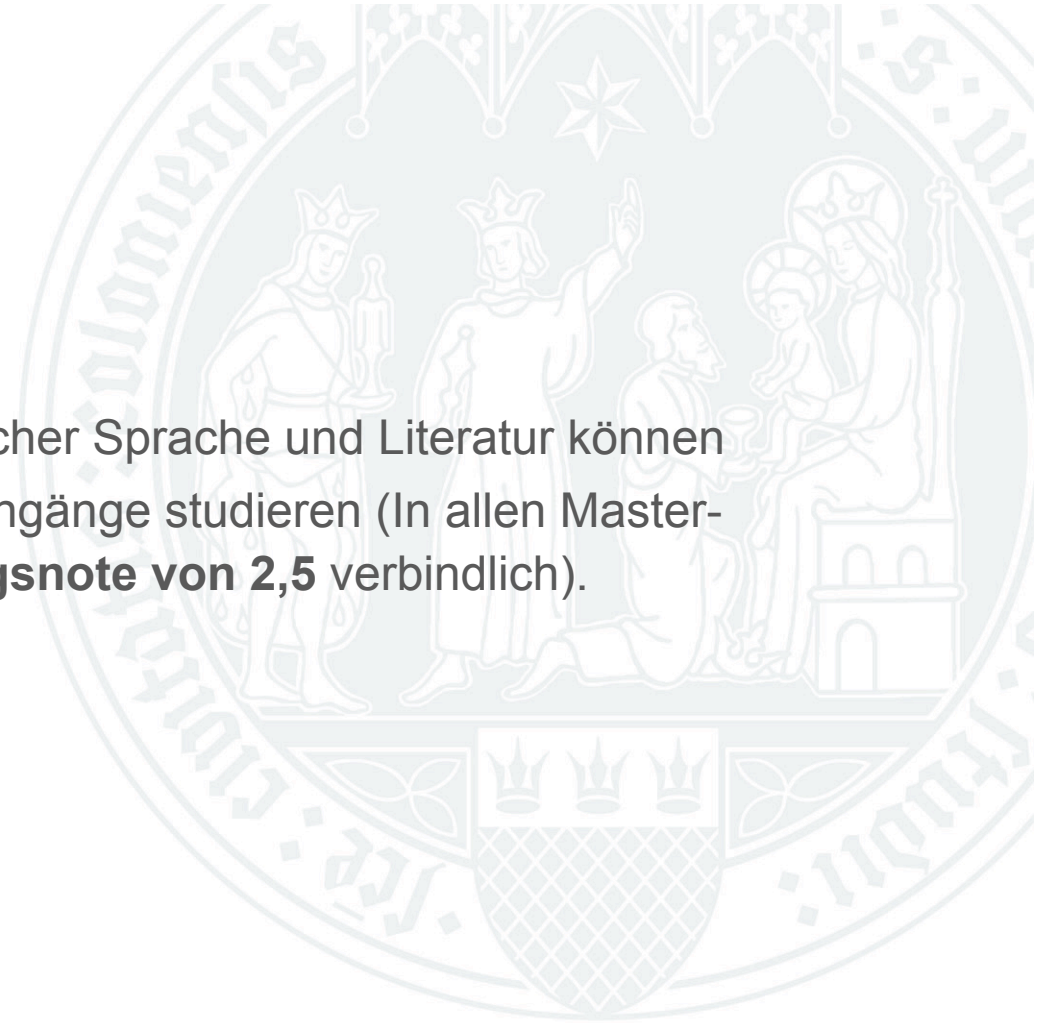 cher Sprache und Literatur können
ngänge studieren (In allen Master-
gsnote von 2,5 verbindlich).